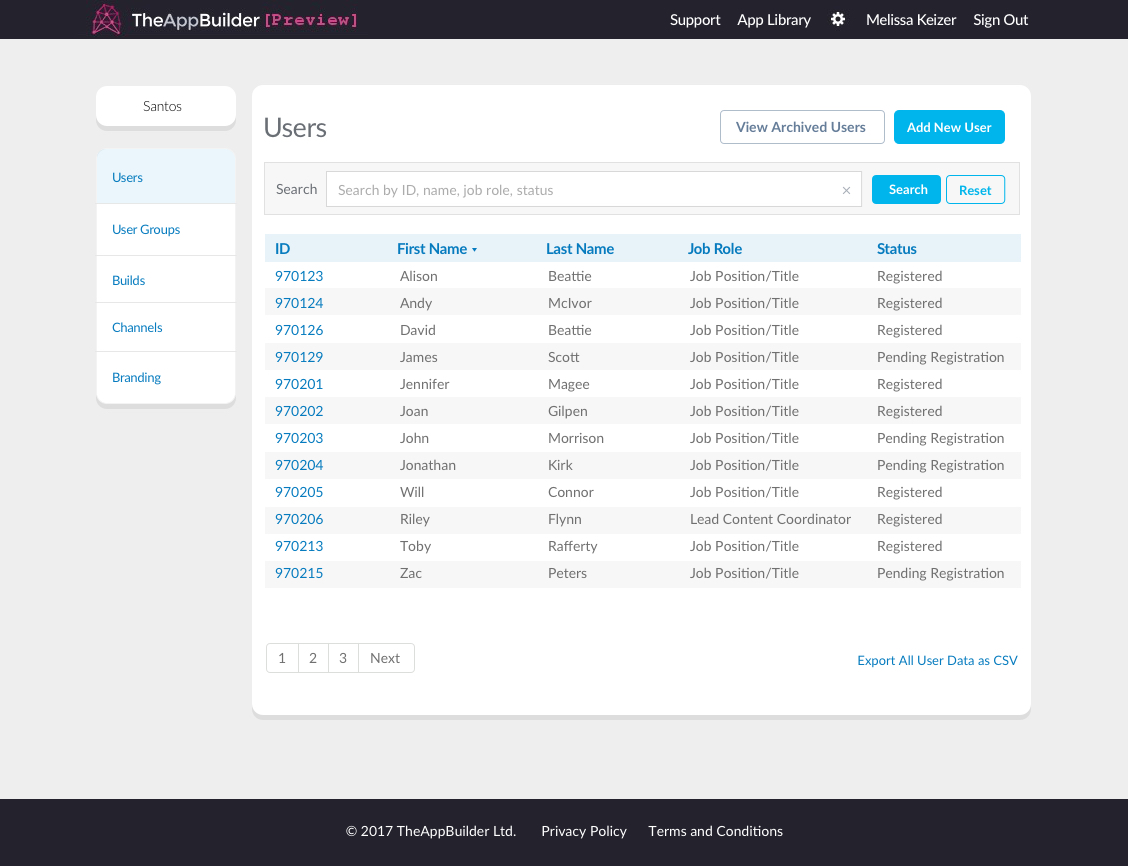 TheAppBuilder [Preview] Support App Library Melissa Keizer Sign Out
Santos
Users
User Groups
Builds
Channels
Branding
Users View Archived Users Add New User
Search Search by ID, name, job role, status × Search Reset
ID First Name Last Name Job Role Status
970123 Alison Beattie Job Position/Title Registered
970124 Andy McIvor Job Position/Title Registered
970126 David Beattie Job Position/Title Registered
970129 James Scott Job Position/Title Pending Registration
970201 Jennifer Magee Job Position/Title Registered
970202 Joan Gilpen Job Position/Title Registered
970203 John Morrison Job Position/Title Pending Registration
970204 Jonathan Kirk Job Position/Title Pending Registration
970205 Will Connor Job Position/Title Registered
970206 Riley Flynn Lead Content Coordinator Registered
970213 Toby Rafferty Job Position/Title Registered
970215 Zac Peters Job Position/Title Pending Registration
1 2 3 Next Export All User Data as CSV
© 2017 TheAppBuilder Ltd. Privacy Policy Terms and Conditions